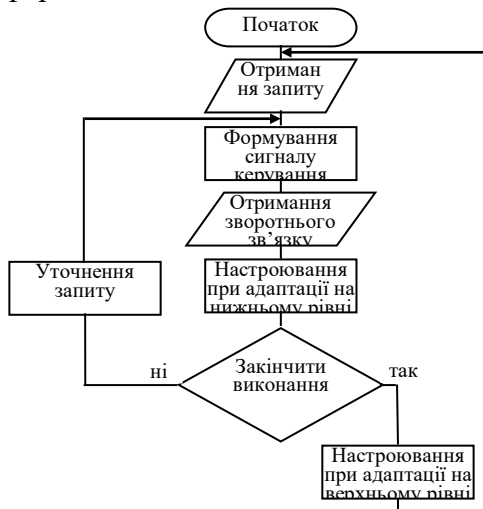 Початок
Отриман
ня запиту
Формування
сигналу
керування
Отримання
зворотнього
зв’язку
Уточнення
запиту
Настроювання
при адаптації на
нижньому рівні
ні
Закінчити
виконання
так
Настроювання
при адаптації на
верхньому рівні